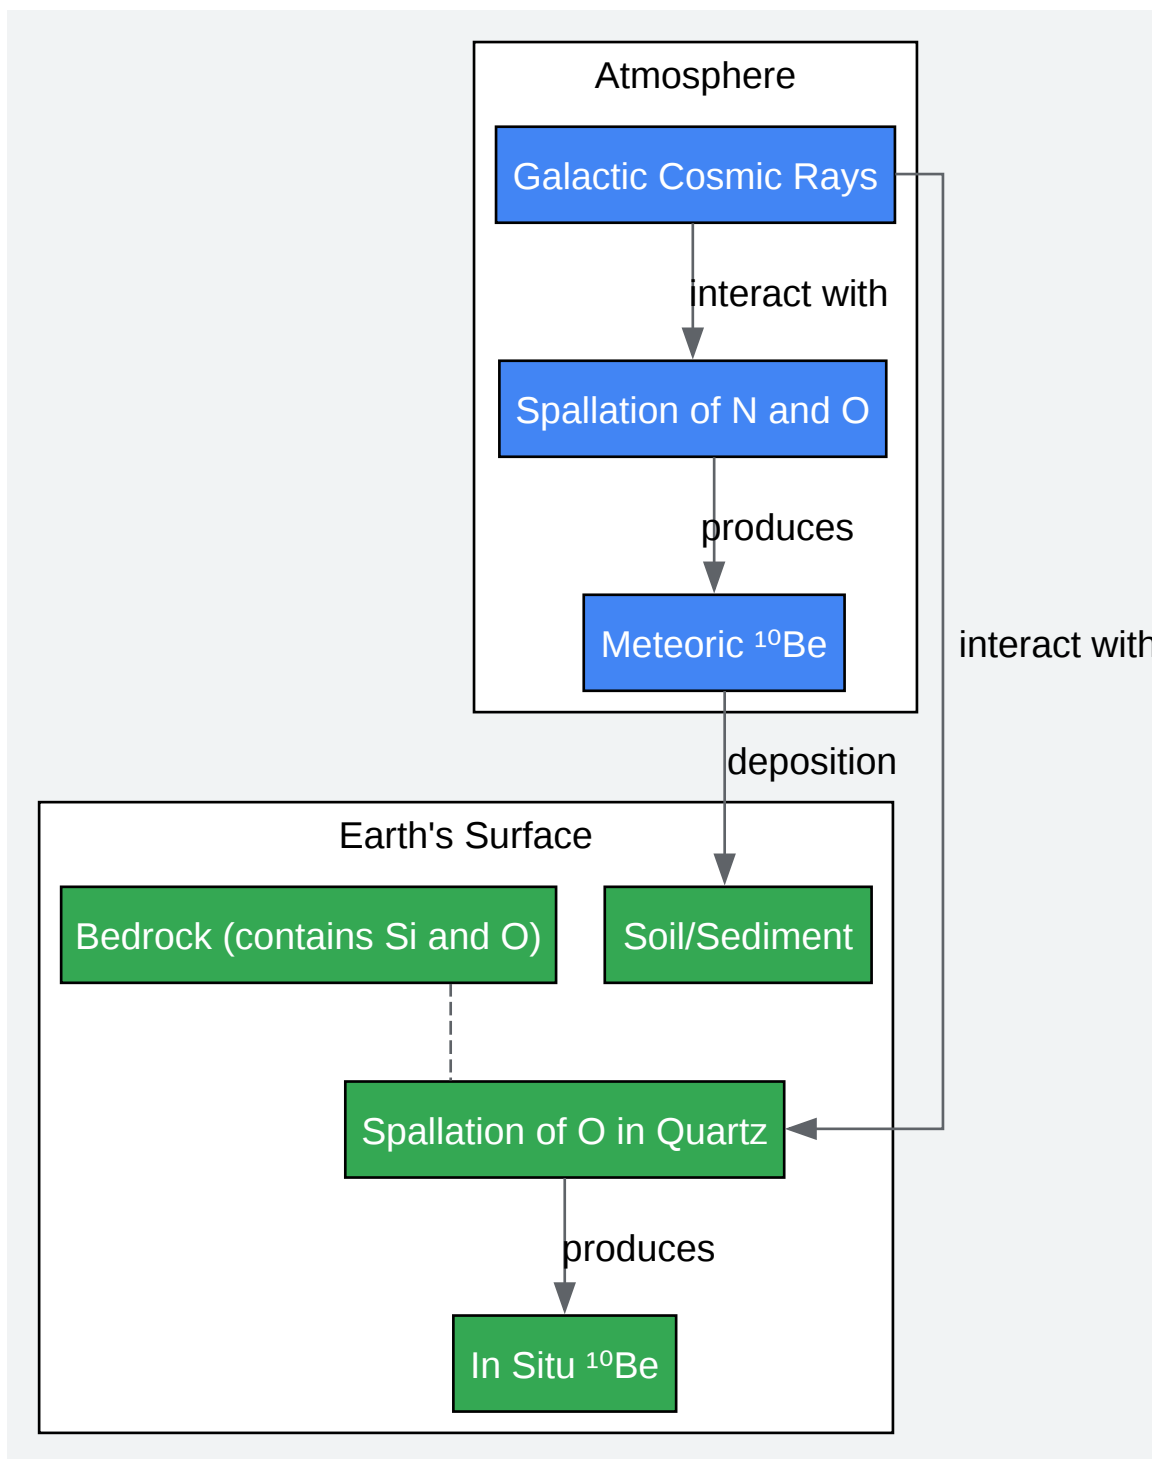 Atmosphere
Galactic Cosmic Rays
interact with
Spallation of N and O
produces
Meteoric ¹⁰Be
interact with
deposition
Earth's Surface
Bedrock (contains Si and O)
Soil/Sediment
Spallation of O in Quartz
produces
In Situ ¹⁰Be